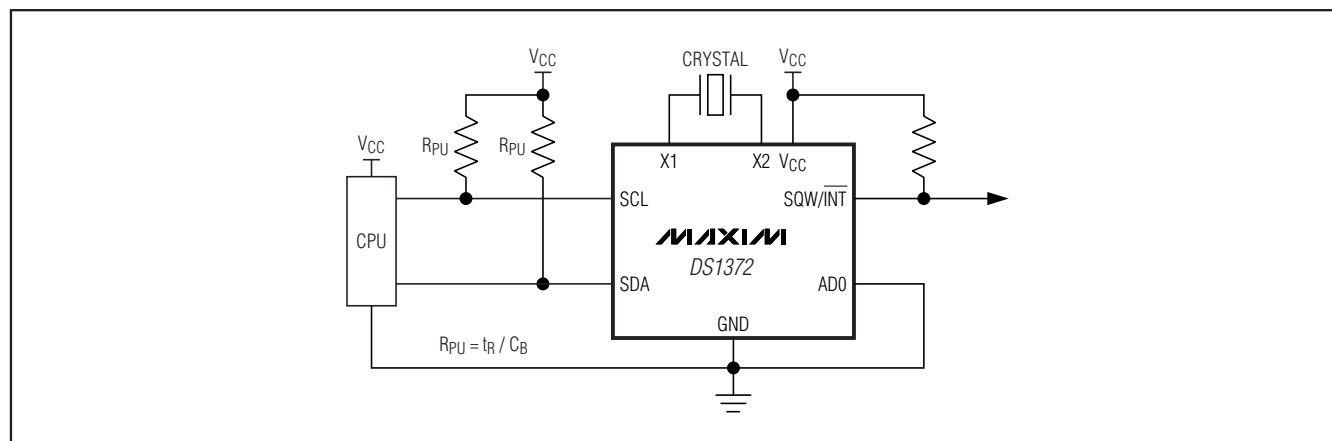 VCC
CRYSTAL
VCC
VCC
RPU
RPU
X1
X2
VCC
SCL
SQW/INT
CPU
MAXIM
DS1372
SDA
AD0
GND
RPU = tR / CB